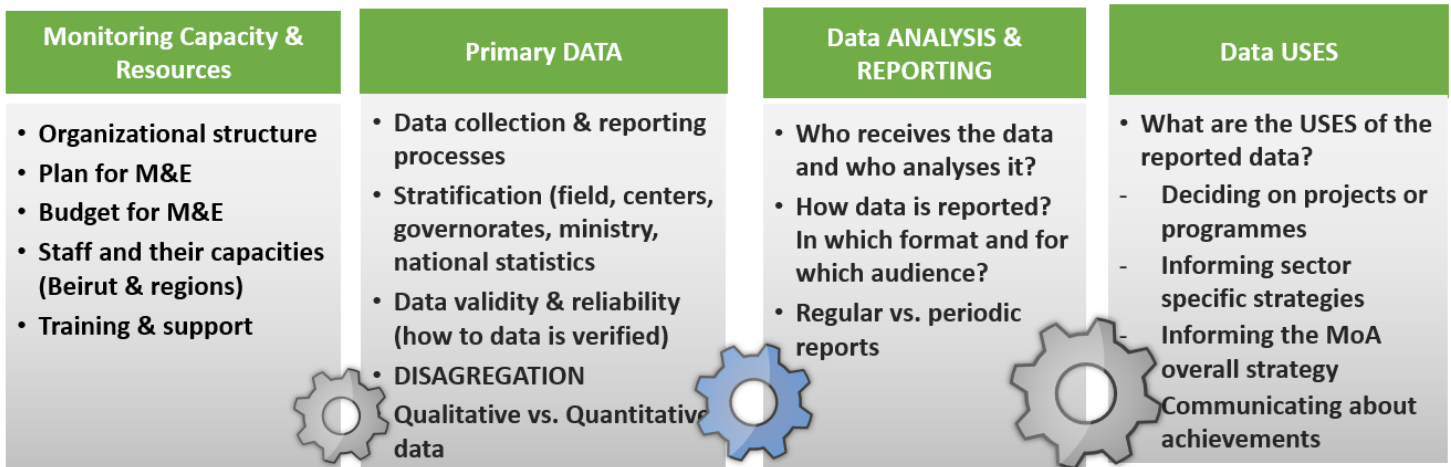 Monitoring Capacity &
Resources
• Organizational structure
• Plan for M&E
• Budget for M&E
• Staff and their capacities
(Beirut & regions)
• Training & support
Primary DATA
• Data collection & reporting
processes
• Stratification (field, centers,
governorates, ministry,
national statistics
• Data validity & reliability
(how to data is verified)
• DISAGREGATION
Qualitative vs. Quantitative
data
Data ANALYSIS &
REPORTING
• Who receives the data
and who analyses it?
• How data is reported?
In which format and for
which audience?
• Regular vs. periodic
reports
Data USES
• What are the USES of the
reported data?
- Deciding on projects or
programmes
- Informing sector
specific strategies
- Informing the MoA
overall strategy
Communicating about
achievements